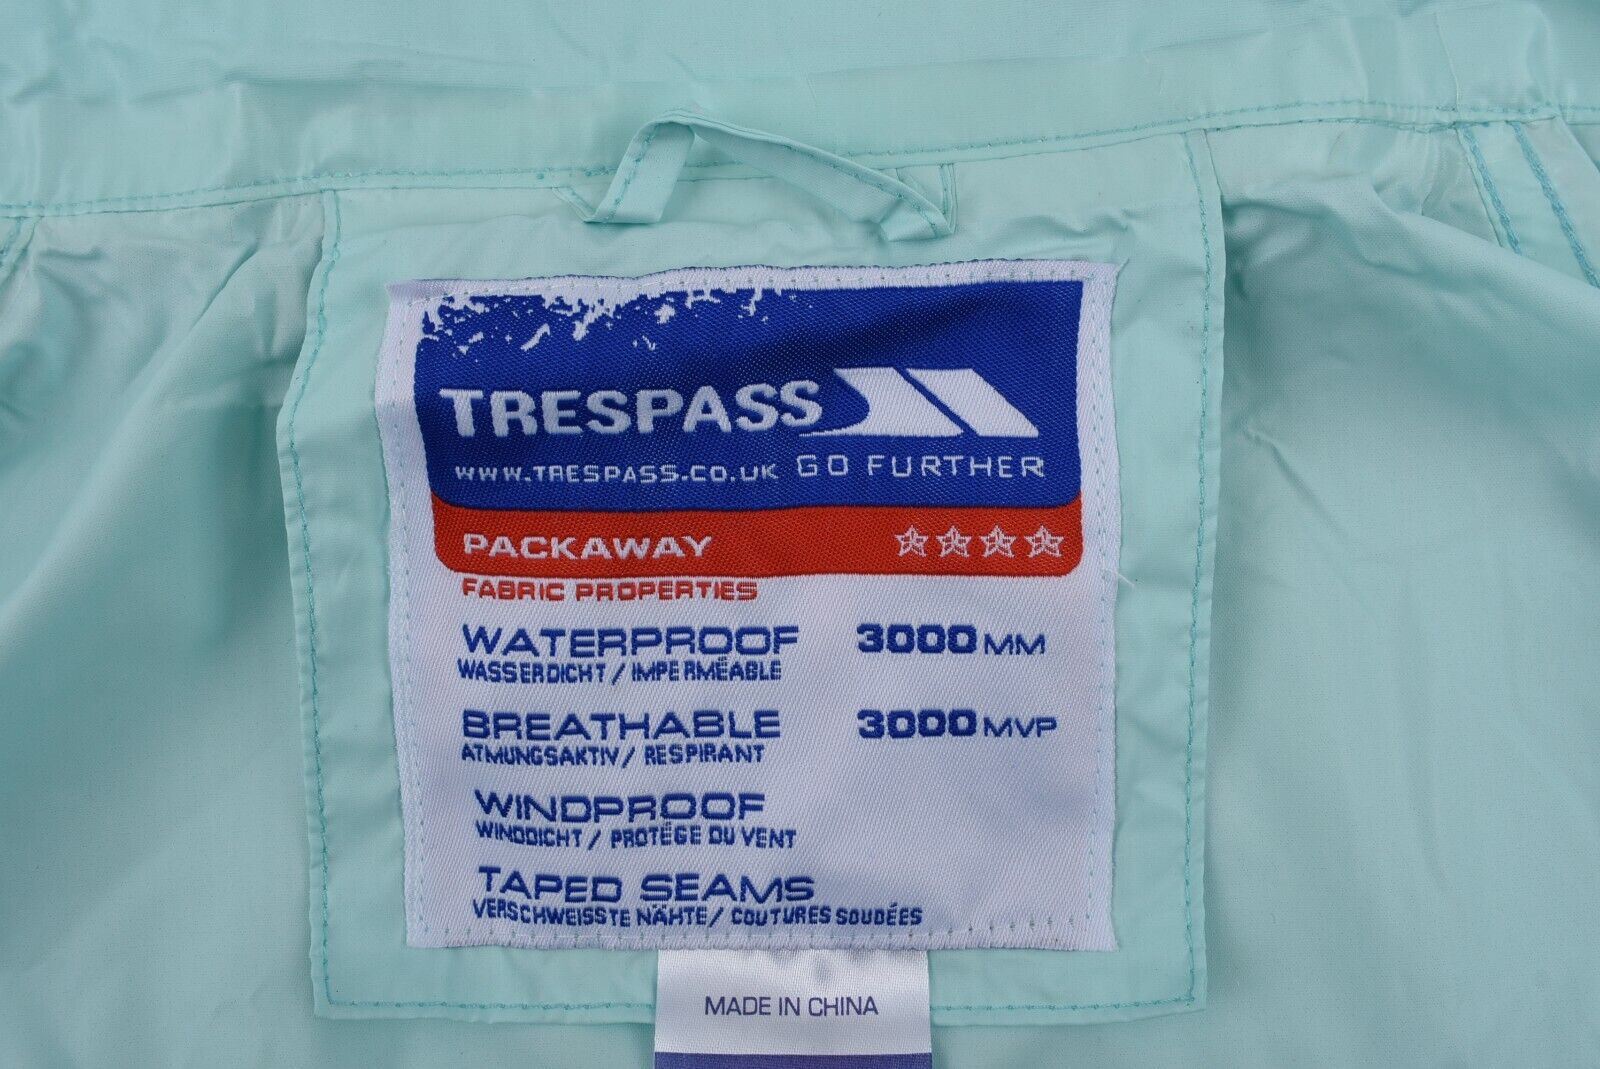 TRESPASS
WWW.TRESPASS.CO.UK GO FURTHER
PACKAWAY
FABRIC PROPERTIES
WATERPROOF 3000MM
WASSERDICHT / IMPERMÉABLE
BREATHABLE 3000MVP
ATMUNGSAKTIV / RESPIRANT
WINDPROOF
WINDDICHT / PROTÉGE DU VENT
TAPED SEAMS
VERSCHWEISSTE NÄHTE / COUTURES SOUDÉES
MADE IN CHINA